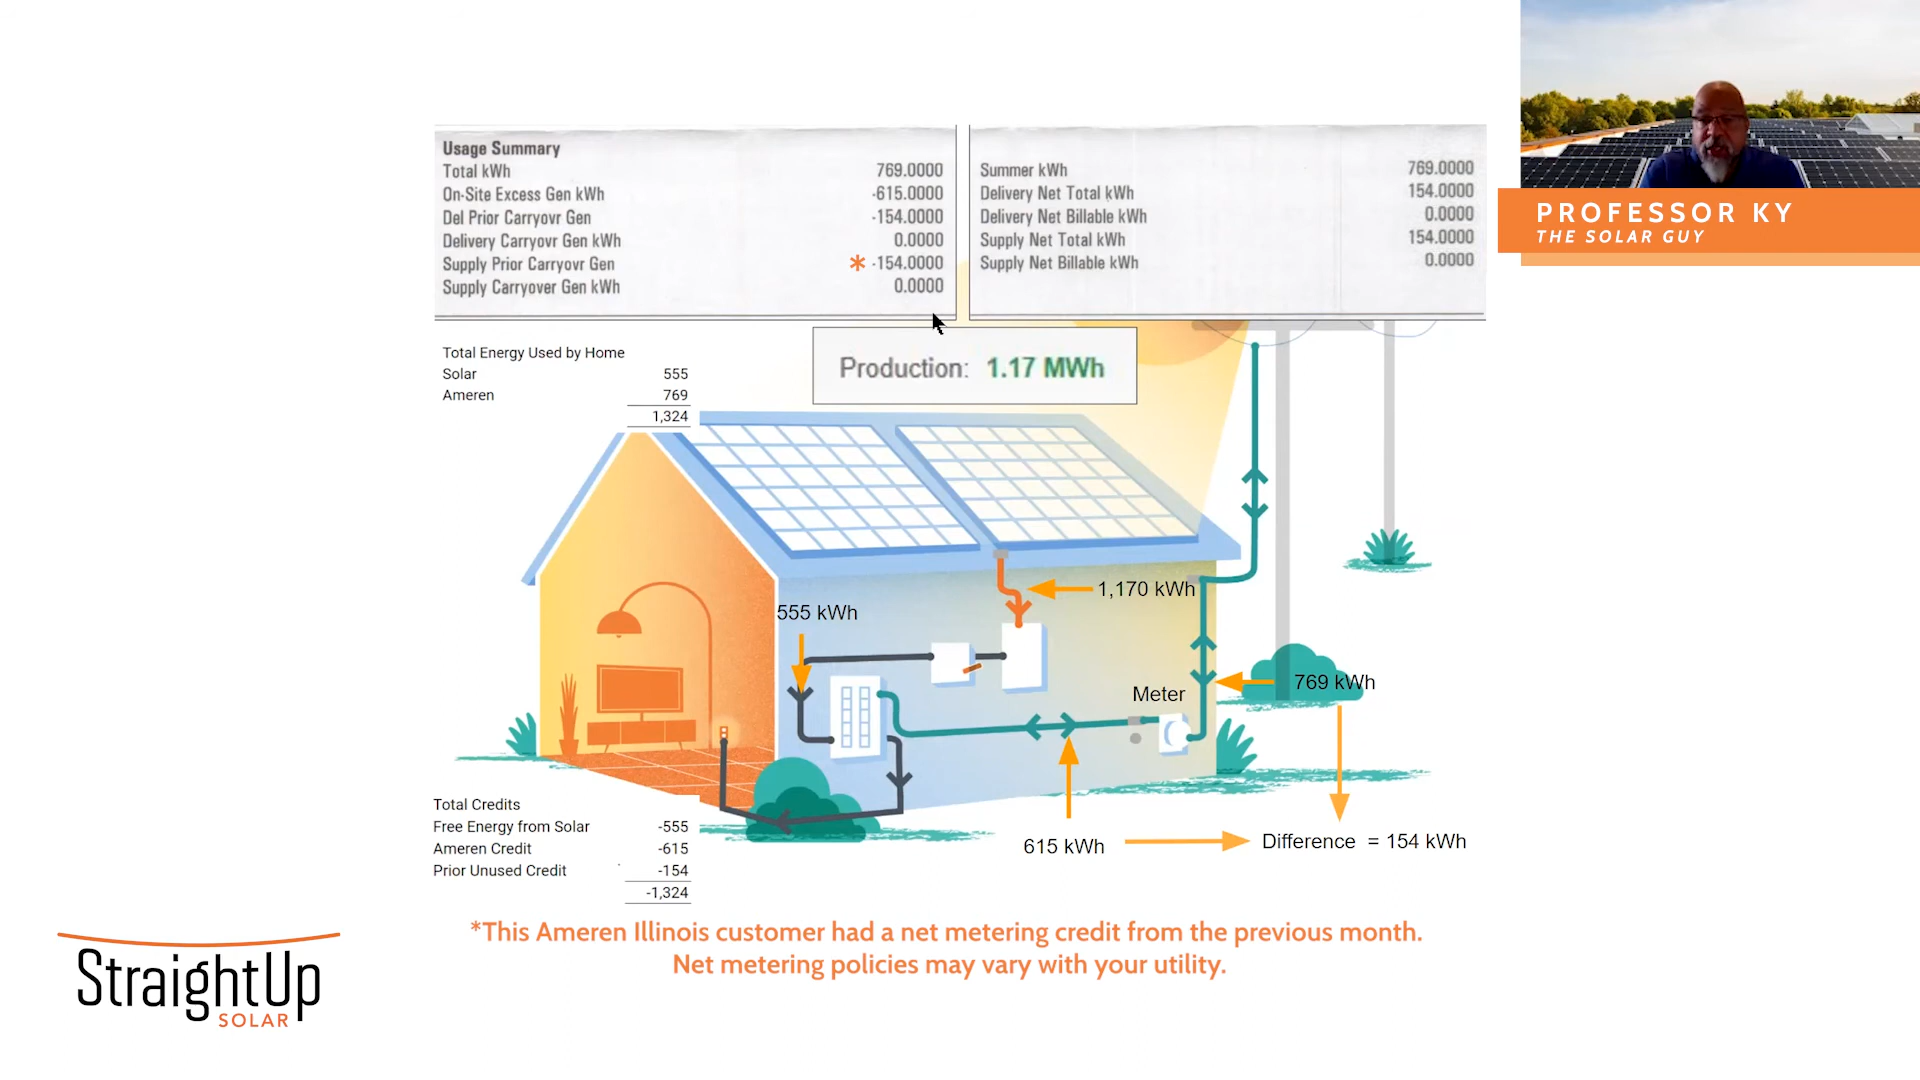 Usage Summary
Total kWh 769.0000
On-Site Excess Gen kWh -615.0000
Del Prior Carryovr Gen -154.0000
Delivery Carryovr Gen kWh 0.0000
Supply Prior Carryovr Gen * -154.0000
Supply Carryover Gen kWh 0.0000
Summer kWh 769.0000
Delivery Net Total kWh 154.0000
Delivery Net Billable kWh 0.0000
Supply Net Total kWh 154.0000
Supply Net Billable kWh 0.0000
PROFESSOR KY
THE SOLAR GUY
Total Energy Used by Home
Solar 555
Ameren 769
1,324
Production: 1.17 MWh
1,170 kWh
555 kWh
769 kWh
Meter
615 kWh
Difference = 154 kWh
Total Credits
Free Energy from Solar -555
Ameren Credit -615
Prior Unused Credit -154
-1,324
*This Ameren Illinois customer had a net metering credit from the previous month.
Net metering policies may vary with your utility.
StraightUp
SOLAR